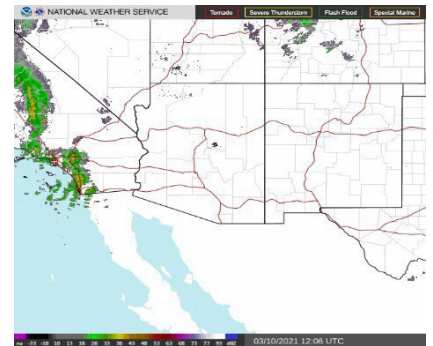 NATIONAL WEATHER SERVICE Tornado Severe Thunderstorm Flash Flood Special Marine
03/10/2021 12:06 UTC